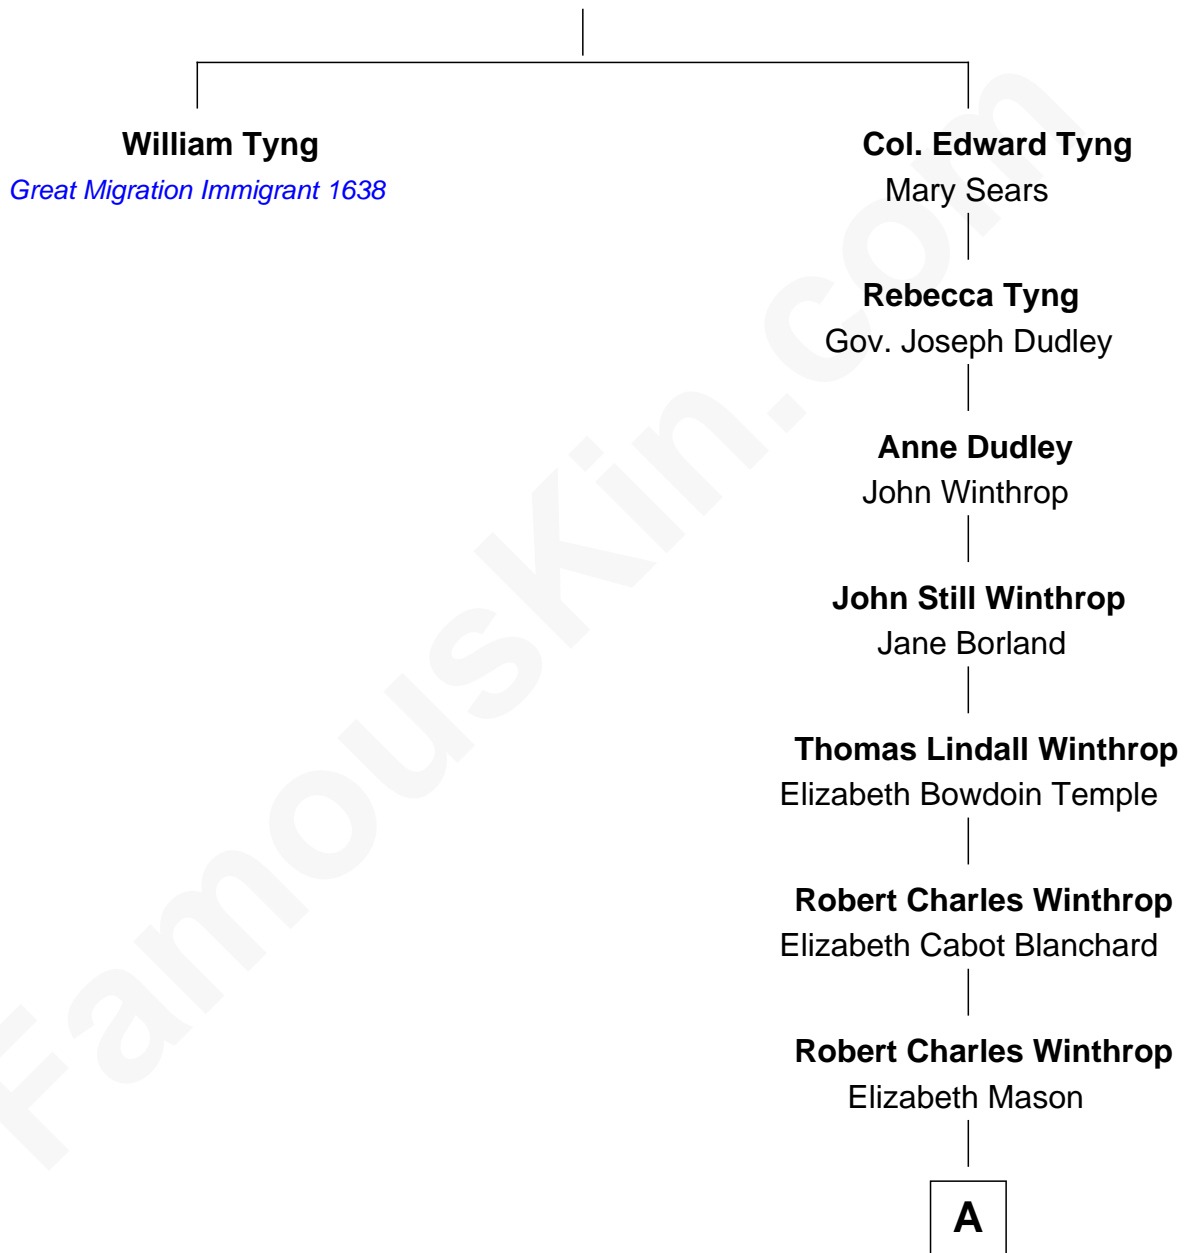 William Tyng
Great Migration Immigrant 1638
Col. Edward Tyng
Mary Sears
Rebecca Tyng
Gov. Joseph Dudley
Anne Dudley
John Winthrop
John Still Winthrop
Jane Borland
Thomas Lindall Winthrop
Elizabeth Bowdoin Temple
Robert Charles Winthrop
Elizabeth Cabot Blanchard
Robert Charles Winthrop
Elizabeth Mason
A
FamousKin.com